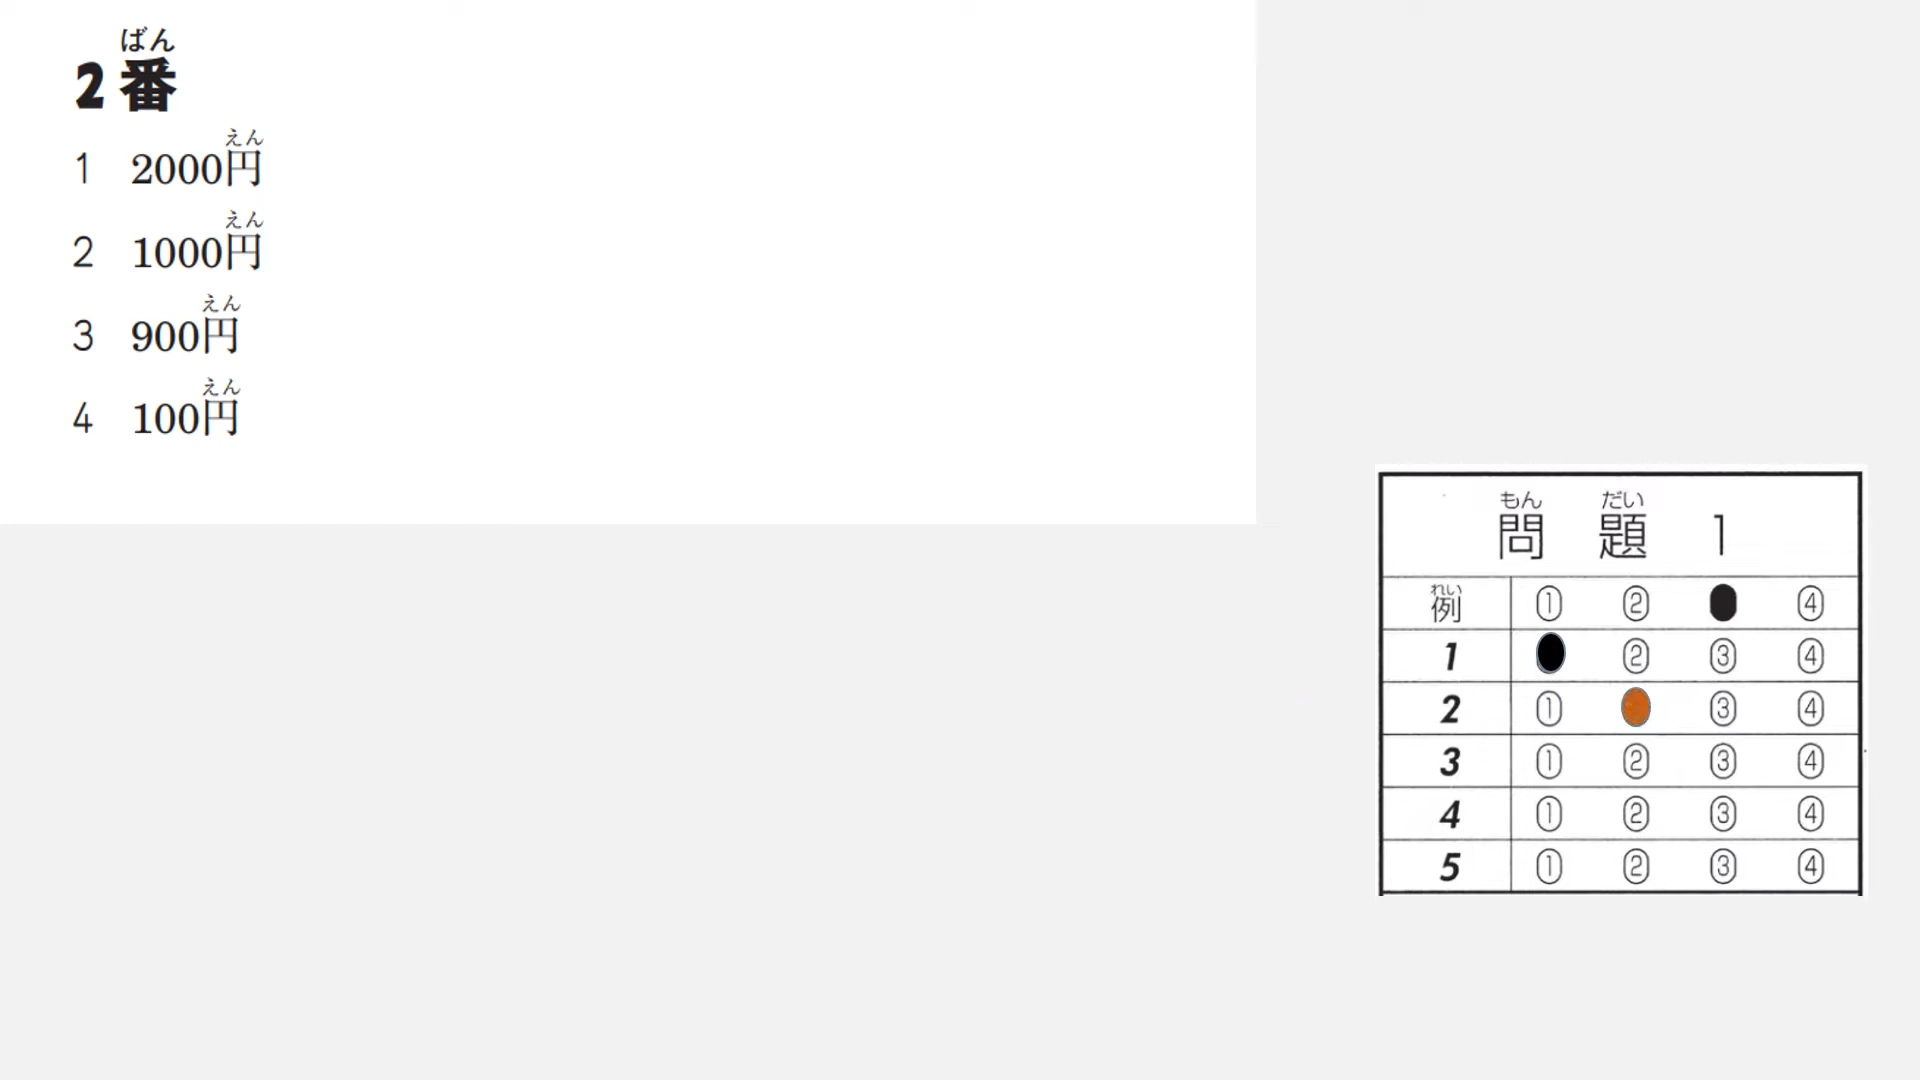 ばん
2 番
えん
1 2000円
えん
2 1000円
えん
3 900円
えん
4 100円
もん だい
問 題 1
れい
例 ① ② ④
1 ② ③ ④
2 ① ③ ④
3 ① ② ③ ④
4 ① ② ③ ④
5 ① ② ③ ④